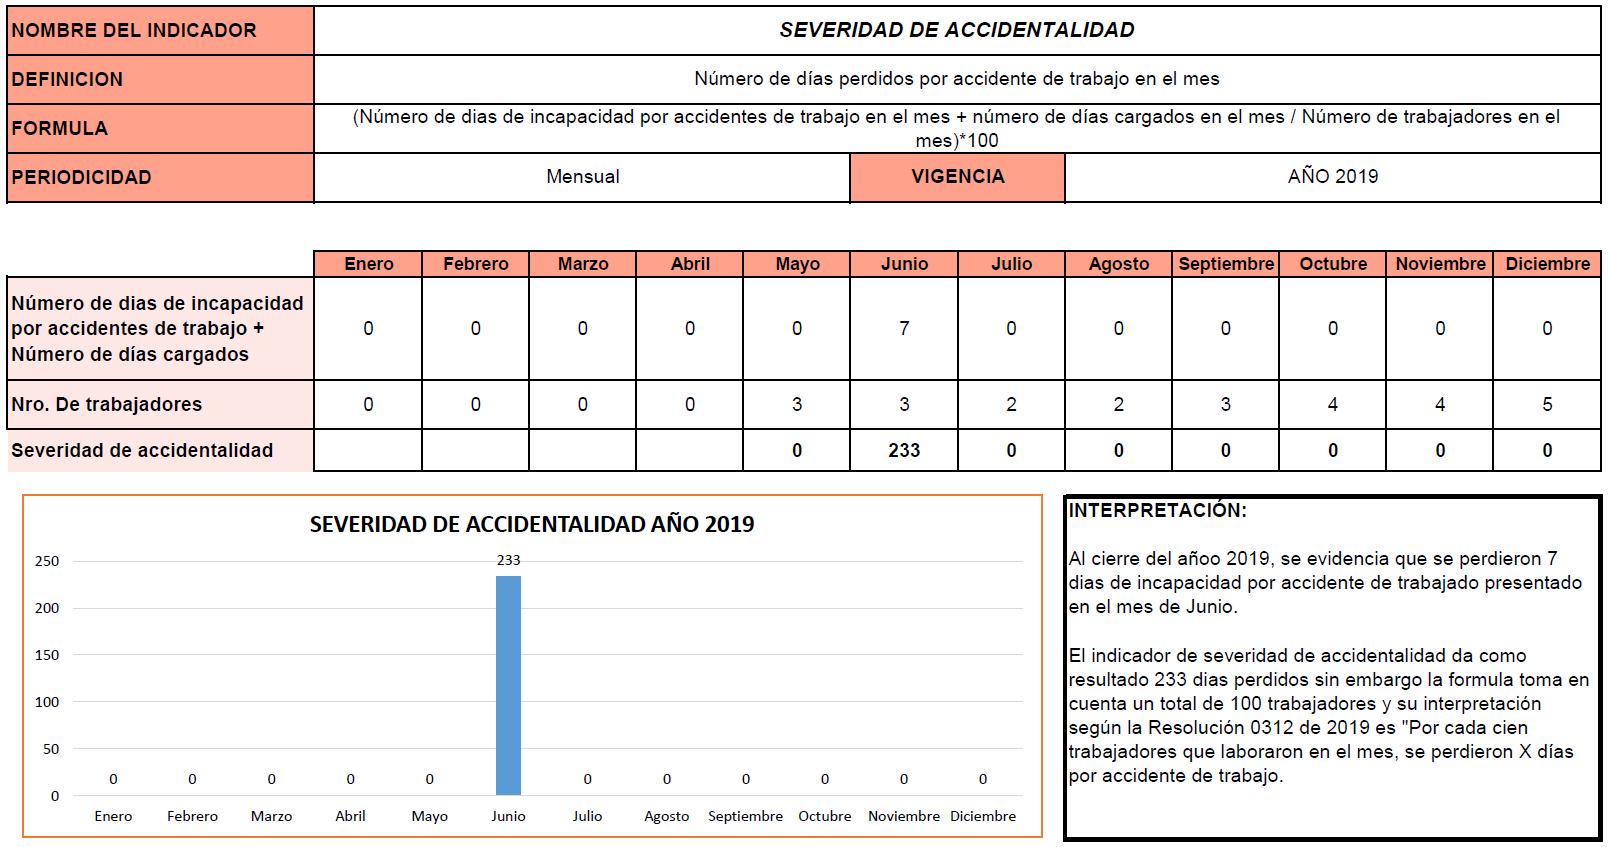 NOMBRE DEL INDICADOR SEVERIDAD DE ACCIDENTALIDAD
DEFINICION Número de días perdidos por accidente de trabajo en el mes
FORMULA (Número de dias de incapacidad por accidentes de trabajo en el mes + número de días cargados en el mes / Número de trabajadores en el
mes)*100
PERIODICIDAD Mensual VIGENCIA AÑO 2019
Enero Febrero Marzo Abril Mayo Junio Julio Agosto Septiembre Octubre Noviembre Diciembre
Número de dias de incapacidad
por accidentes de trabajo + 0 0 0 0 0 7 0 0 0 0 0 0
Número de días cargados
Nro. De trabajadores 0 0 0 0 3 3 2 2 3 4 4 5
Severidad de accidentalidad 0 233 0 0 0 0 0 0
SEVERIDAD DE ACCIDENTALIDAD AÑO 2019
250
200
150
100
50
0
0 0 0 0 0 233 0 0 0 0 0 0
Enero Febrero Marzo Abril Mayo Junio Julio Agosto Septiembre Octubre Noviembre Diciembre
INTERPRETACIÓN:
Al cierre del añoo 2019, se evidencia que se perdieron 7
dias de incapacidad por accidente de trabajado presentado
en el mes de Junio.
El indicador de severidad de accidentalidad da como
resultado 233 dias perdidos sin embargo la formula toma en
cuenta un total de 100 trabajadores y su interpretación
según la Resolución 0312 de 2019 es "Por cada cien
trabajadores que laboraron en el mes, se perdieron X días
por accidente de trabajo.